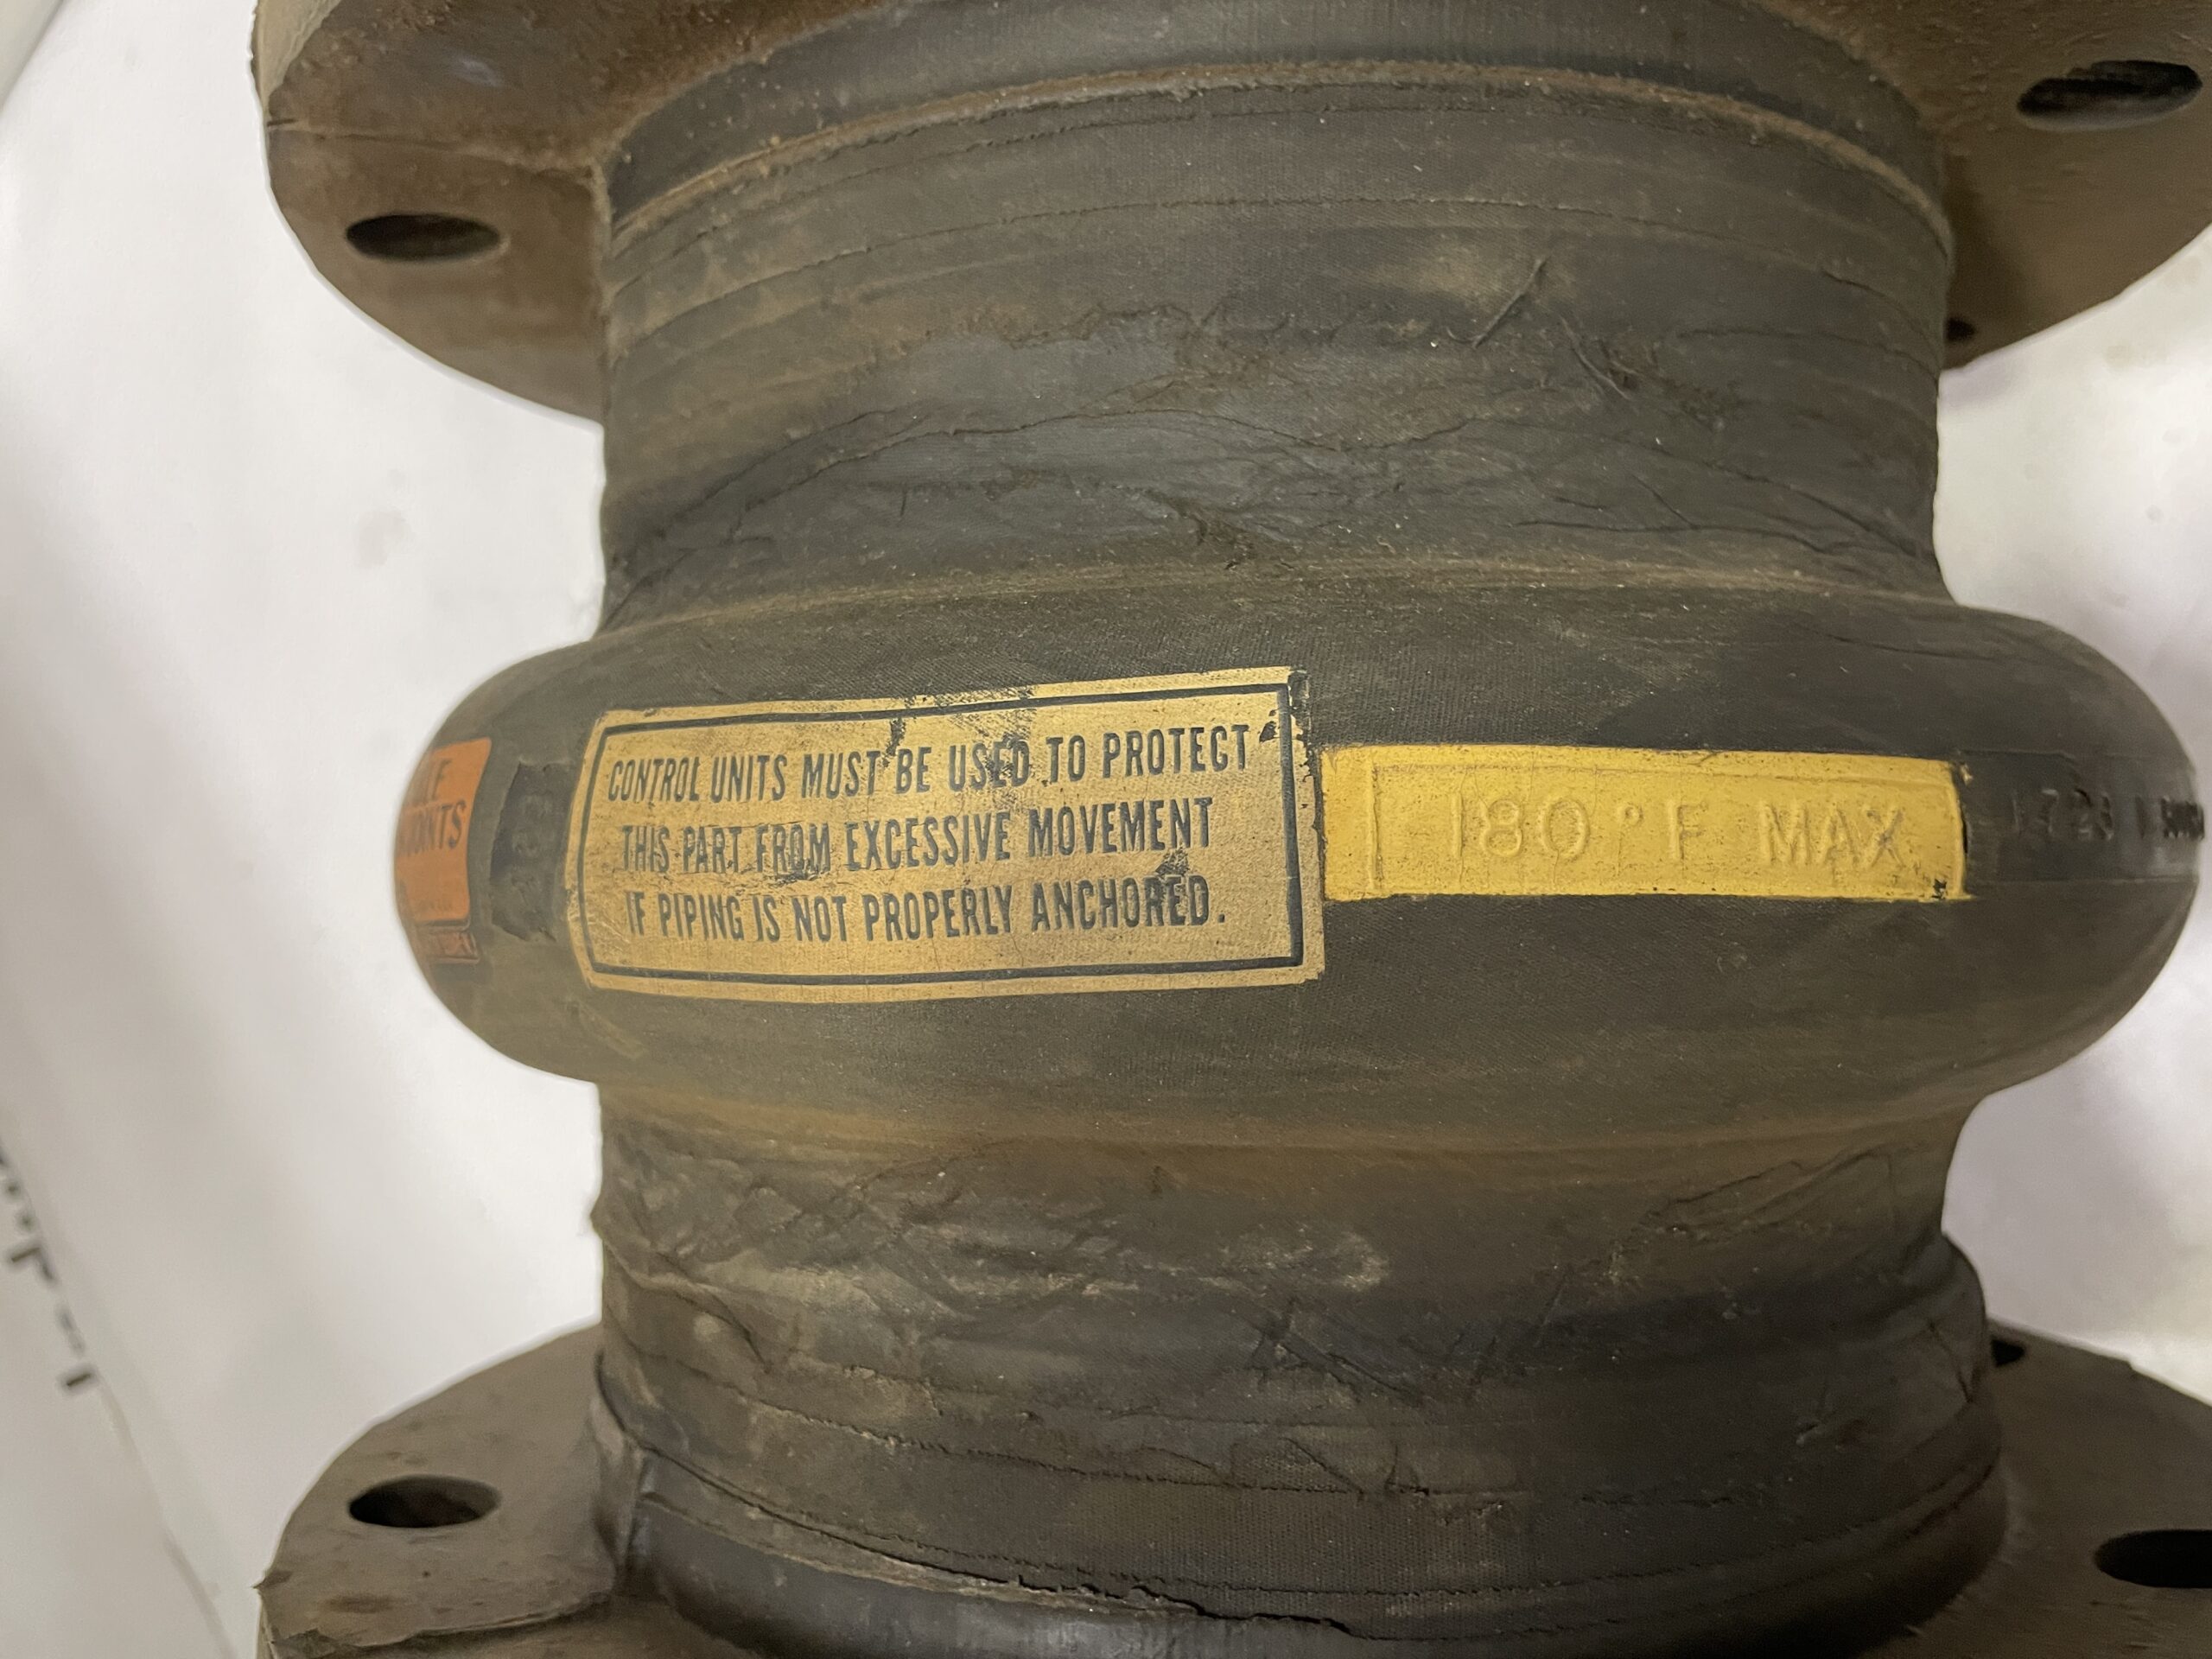 CONTROL UNITS MUST BE USED TO PROTECT
THIS PART FROM EXCESSIVE MOVEMENT
IF PIPING IS NOT PROPERLY ANCHORED.
180°F MAX